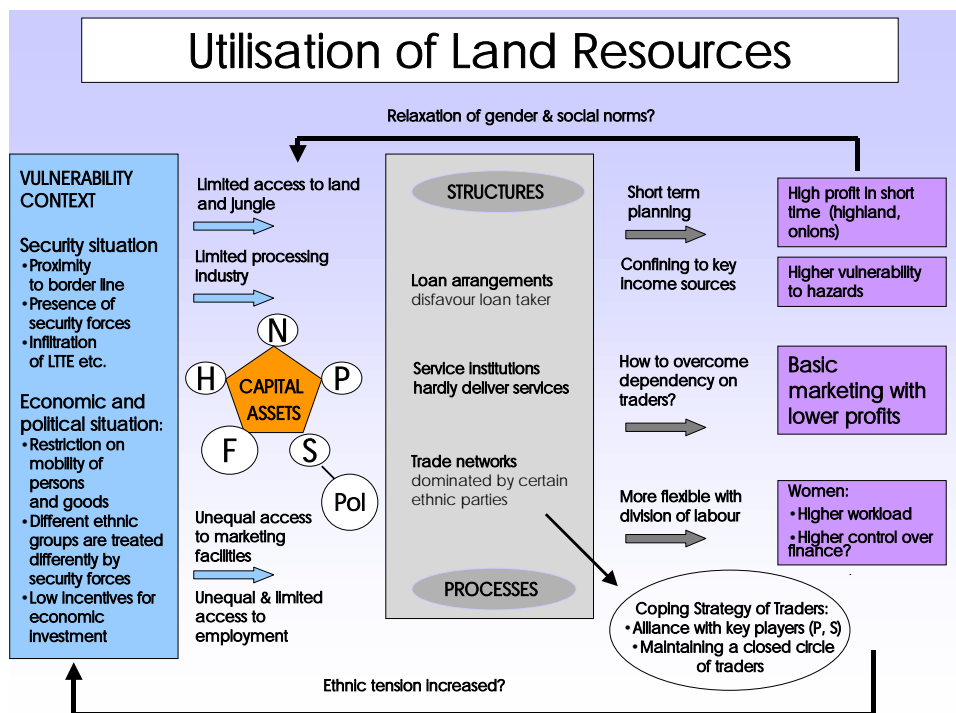 Utilisation of Land Resources
Relaxation of gender & social norms?
VULNERABILITY
CONTEXT
Security situation
•Proximity
to border line
•Presence of
security forces
•Infiltration
of LTTE etc.
Economic and
political situation:
•Restriction on
mobility of
persons
and goods
•Different ethnic
groups are treated
differently by
security forces
•Low incentives for
economic
investment
Limited access to land
and jungle
Limited processing
industry
N
H
CAPITAL
ASSETS
P
F
S
Pol
Unequal access
to marketing
facilities
Unequal & limited
access to
employment
STRUCTURES
Loan arrangements
disfavour loan taker
Service institutions
hardly deliver services
Trade networks
dominated by certain
ethnic parties
PROCESSES
Short term
planning
Confining to key
income sources
How to overcome
dependency on
traders?
More flexible with
division of labour
High profit in short
time (highland,
onions)
Higher vulnerability
to hazards
Basic
marketing with
lower profits
Women:
•Higher workload
•Higher control over
finance?
Coping Strategy of Traders:
•Alliance with key players (P, S)
•Maintaining a closed circle
of traders
Ethnic tension increased?